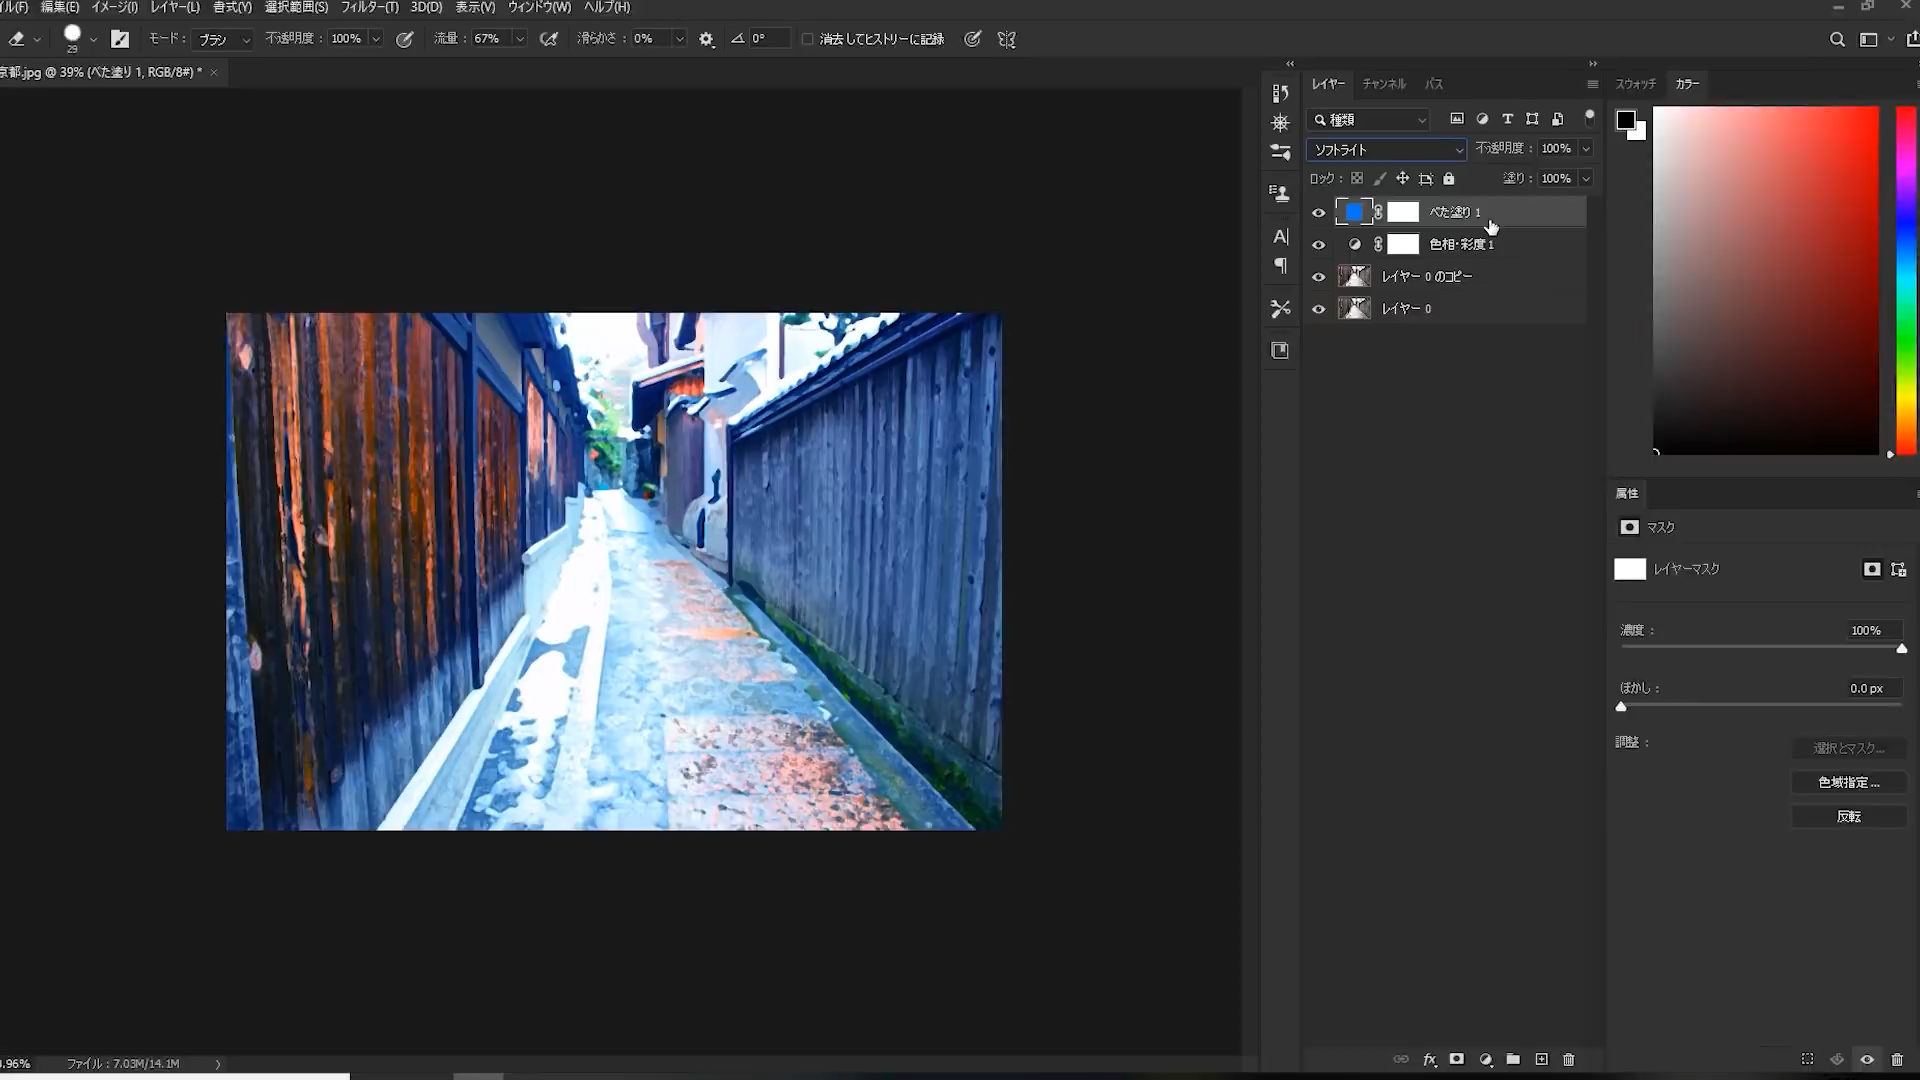 イル(F) 編集(E) イメージ(I) レイヤー(L) 書式(Y) 選択範囲(S) フィルター(T) 3D(D) 表示(V) ウィンドウ(W) ヘルプ(H)
29 モード： ブラシ 不透明度： 100% 流量： 67% 滑らかさ： 0% 0° 消去してヒストリーに記録
京都.jpg @ 39% (べた塗り 1, RGB/8#) * ×
レイヤー チャンネル パス
スウォッチ カラー
種類
ソフトライト 不透明度： 100%
ロック： 塗り： 100%
べた塗り 1
色相・彩度 1
レイヤー 0 のコピー
レイヤー 0
属性
マスク
レイヤーマスク
濃度： 100%
ぼかし： 0.0 px
調整：
選択とマスク...
色域指定...
反転
.96% ファイル：7.03M/14.1M